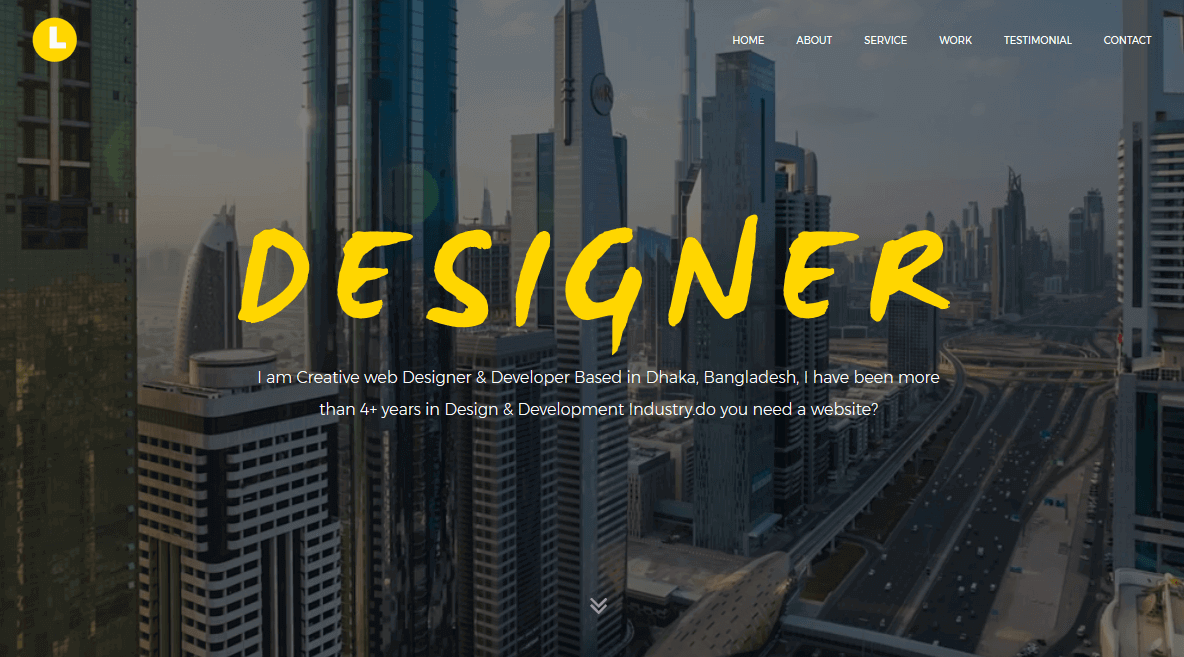 L
HOME ABOUT SERVICE WORK TESTIMONIAL CONTACT
DESIGNER
I am Creative web Designer & Developer Based in Dhaka, Bangladesh, I have been more
than 4+ years in Design & Development Industry.do you need a website?